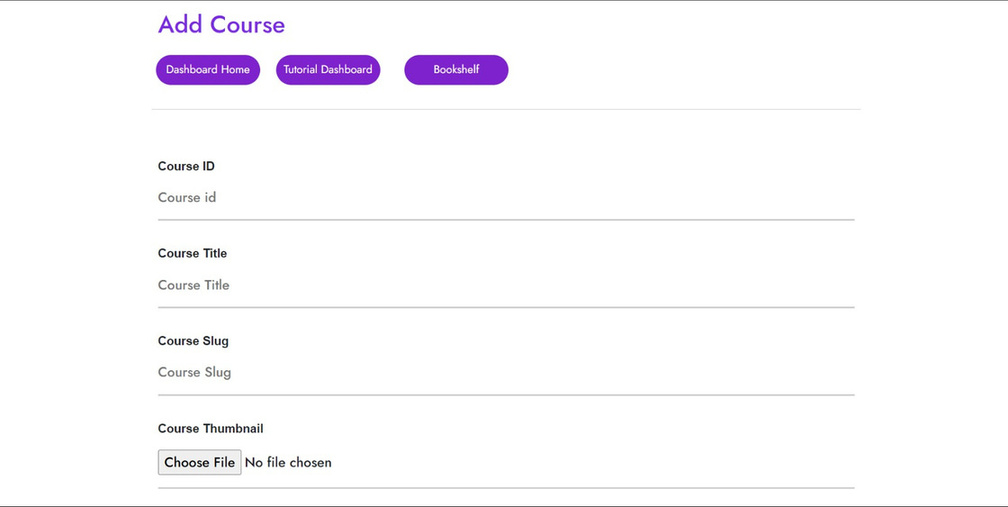 Add Course
Dashboard Home Tutorial Dashboard Bookshelf
Course ID
Course id
Course Title
Course Title
Course Slug
Course Slug
Course Thumbnail
Choose File No file chosen